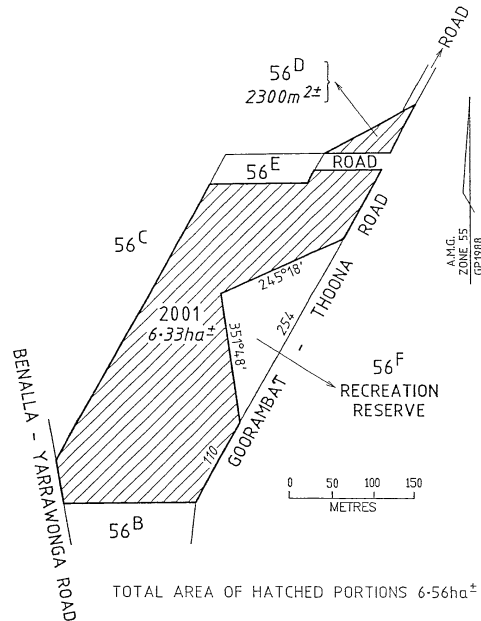 ROAD
56D
2300m2±
56E
ROAD
A.M.G.
ZONE 55
GP1988
56C
ROAD
245°18'
THOONA
2001
6·33ha±
351°48'
254
-
56F
RECREATION
RESERVE
BENALLA - YARRAWONGA ROAD
GOORAMBAT
110
0 50 100 150
METRES
56B
TOTAL AREA OF HATCHED PORTIONS 6·56ha±